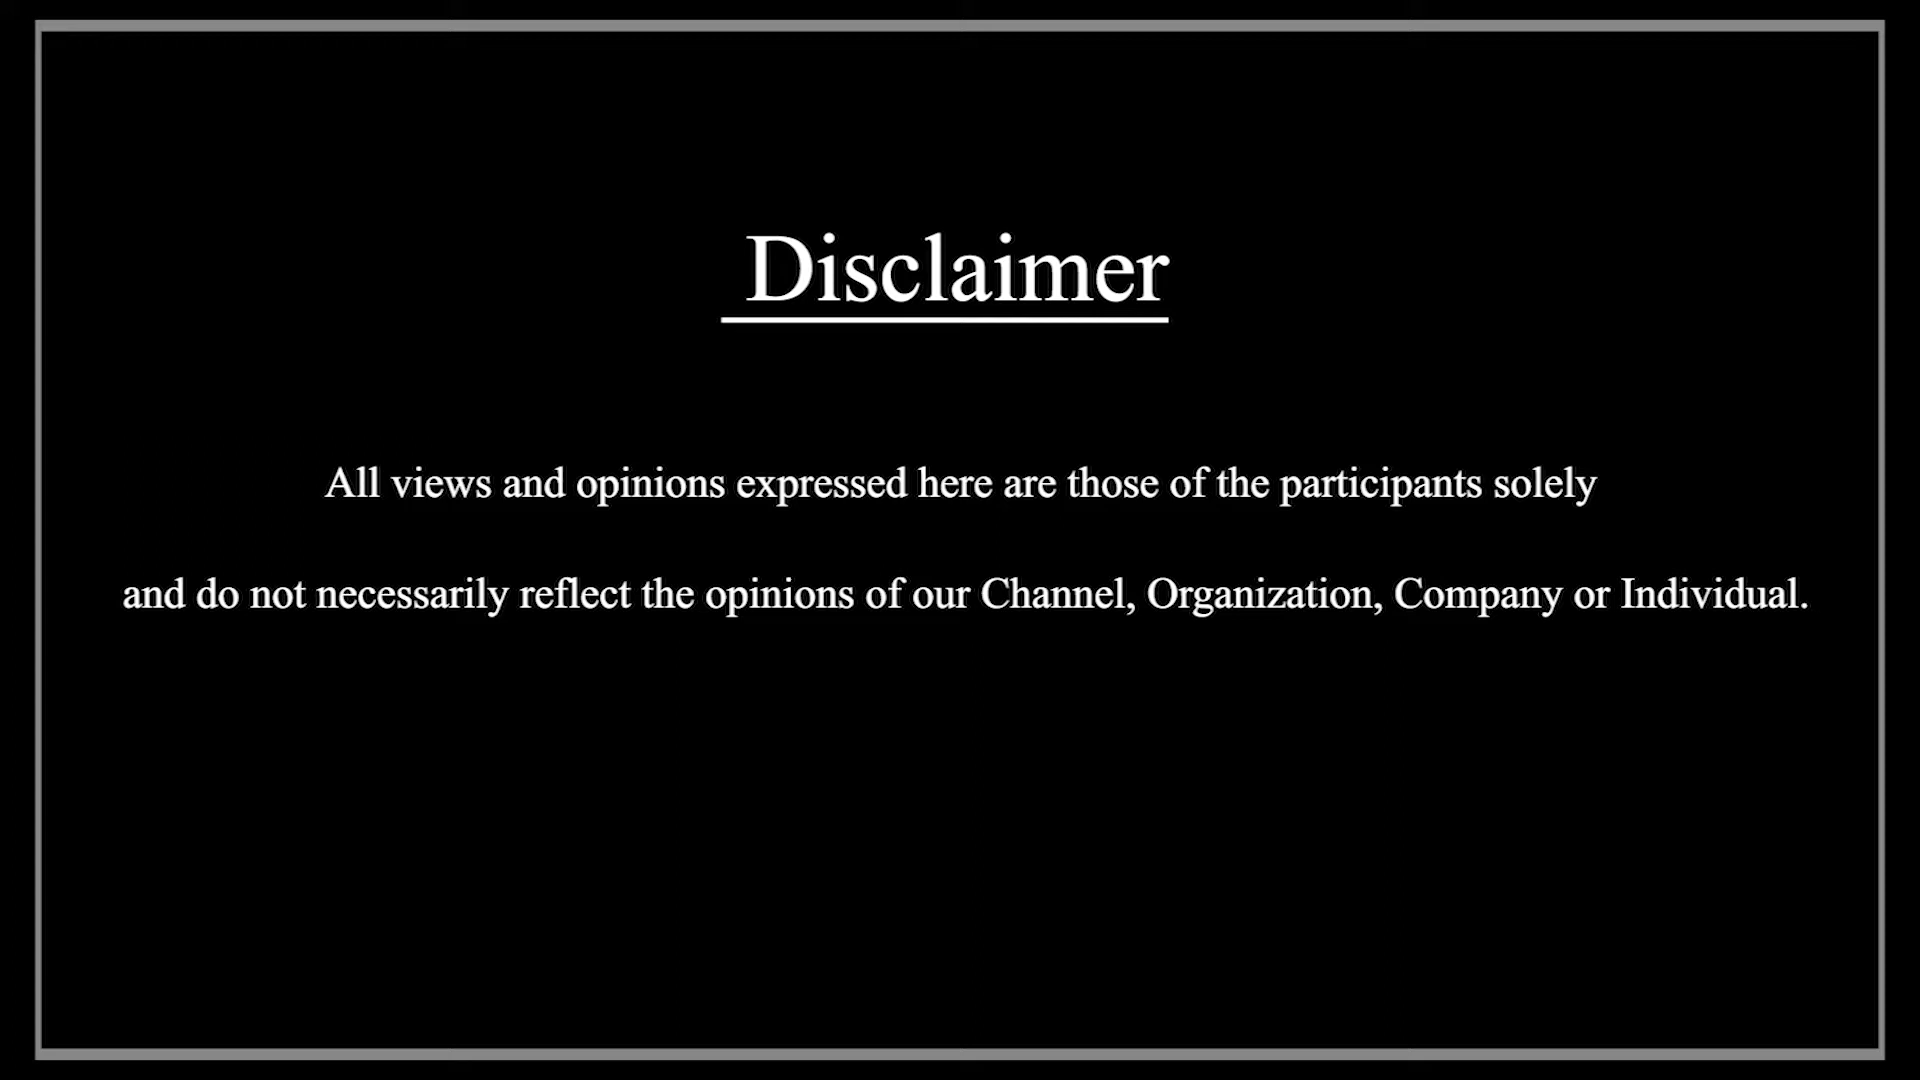 Disclaimer
All views and opinions expressed here are those of the participants solely
and do not necessarily reflect the opinions of our Channel, Organization, Company or Individual.